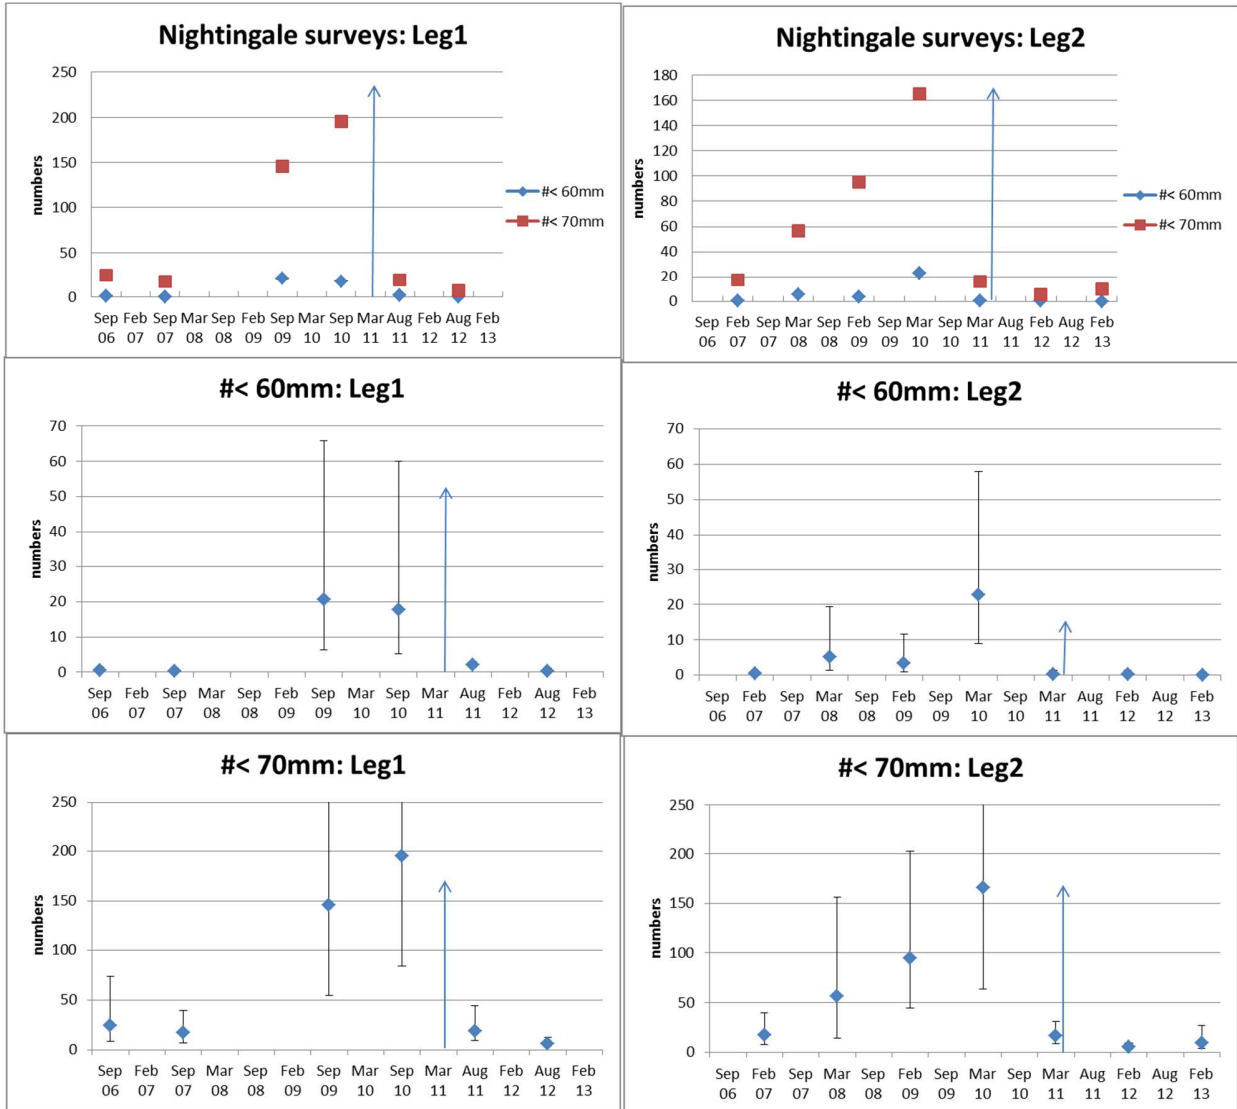 Nightingale surveys: Leg1
250
200
150
100
50
0
numbers
Sep Feb Sep Mar Sep Feb Sep Mar Sep Mar Aug Feb Aug Feb
06 07 07 08 08 09 09 10 10 11 11 12 12 13
#< 60mm
#< 70mm
Nightingale surveys: Leg2
180
160
140
120
100
80
60
40
20
0
numbers
Sep Feb Sep Mar Sep Feb Sep Mar Sep Mar Aug Feb Aug Feb
06 07 07 08 08 09 09 10 10 11 11 12 12 13
#< 60mm
#< 70mm
#< 60mm: Leg1
70
60
50
40
30
20
10
0
numbers
Sep Feb Sep Mar Sep Feb Sep Mar Sep Mar Aug Feb Aug Feb
06 07 07 08 08 09 09 10 10 11 11 12 12 13
#< 60mm: Leg2
70
60
50
40
30
20
10
0
numbers
Sep Feb Sep Mar Sep Feb Sep Mar Sep Mar Aug Feb Aug Feb
06 07 07 08 08 09 09 10 10 11 11 12 12 13
#< 70mm: Leg1
250
200
150
100
50
0
numbers
Sep Feb Sep Mar Sep Feb Sep Mar Sep Mar Aug Feb Aug Feb
06 07 07 08 08 09 09 10 10 11 11 12 12 13
#< 70mm: Leg2
250
200
150
100
50
0
numbers
Sep Feb Sep Mar Sep Feb Sep Mar Sep Mar Aug Feb Aug Feb
06 07 07 08 08 09 09 10 10 11 11 12 12 13